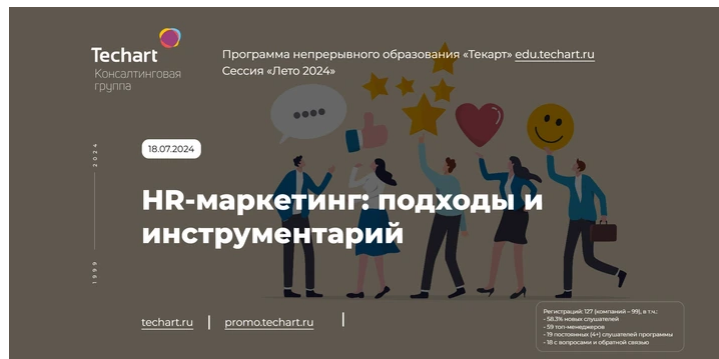 Techart
Консалтинговая
группа
Программа непрерывного образования «Текарт» edu.techart.ru
Сессия «Лето 2024»
2024
1999
18.07.2024
HR-маркетинг: подходы и
инструментарий
techart.ru | promo.techart.ru |
Регистраций: 127 (компаний – 99), в т.ч.:
- 58.3% новых слушателей
- 59 топ-менеджеров
- 19 постоянных (4+) слушателей программы
- 18 с вопросами и обратной связью